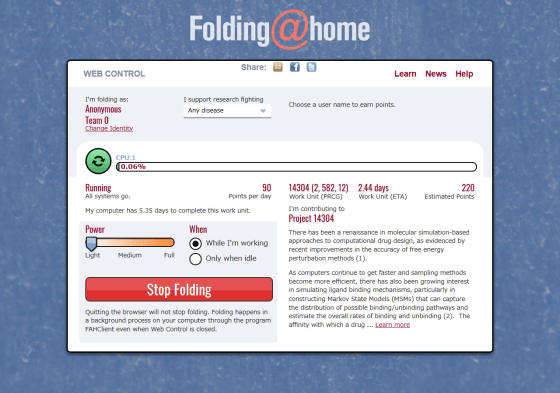 Folding@home
Share:
WEB CONTROL
Learn News Help
I'm folding as:
Anonymous
Team 0
Change Identity
I support research fighting
Any disease
Choose a user name to earn points.
CPU:1
0.06%
Running
All systems go.
90
Points per day
14304 (2, 582, 12)
Work Unit (PRCG)
2.44 days
Work Unit (ETA)
220
Estimated Points
My computer has 5.35 days to complete this work unit.
Power
Light Medium Full
When
While I'm working
Only when idle
Stop Folding
Quitting the browser will not stop folding. Folding happens in
a background process on your computer through the program
FAHClient even when Web Control is closed.
I'm contributing to
Project 14304
There has been a renaissance in molecular simulation-based
approaches to computational drug design, as evidenced by
recent improvements in the accuracy of free energy
perturbation methods (1).
As computers continue to get faster and sampling methods
become more efficient, there has also been growing interest
in simulating ligand binding mechanisms, particularly in
constructing Markov State Models (MSMs) that can capture
the distribution of possible binding/unbinding pathways and
estimate the overall rates of binding and unbinding (2). The
affinity with which a drug ... Learn more